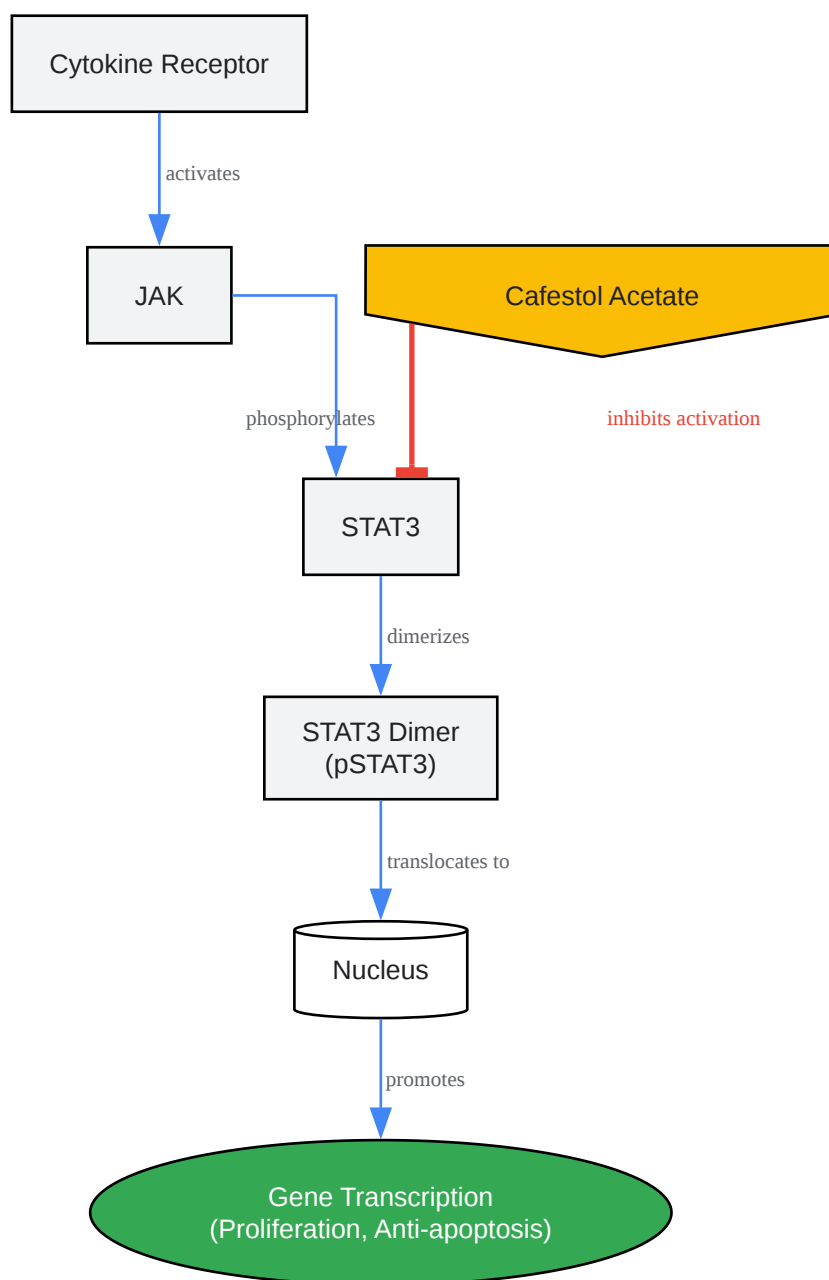 Cytokine Receptor
activates
JAK
Cafestol Acetate
phosphorylates
inhibits activation
STAT3
dimerizes
STAT3 Dimer
(pSTAT3)
translocates to
Nucleus
promotes
Gene Transcription
(Proliferation, Anti-apoptosis)